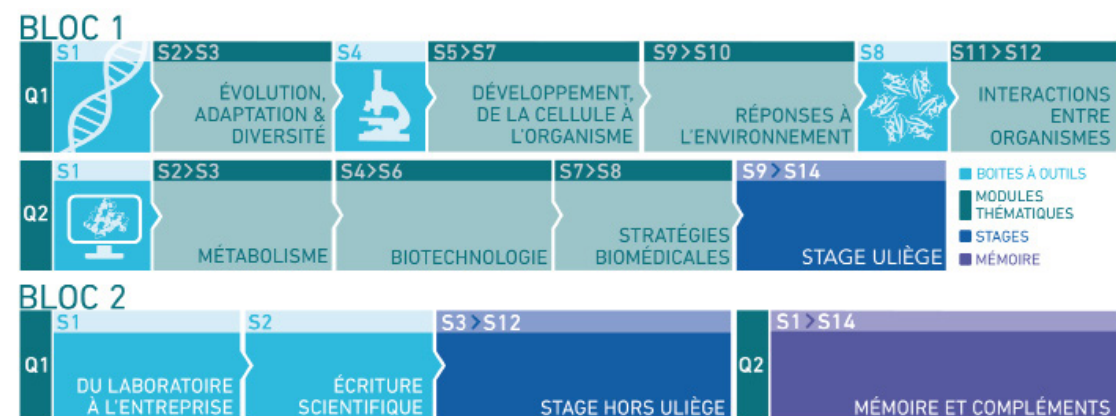 BLOC 1
Q1
S1
S2>S3
ÉVOLUTION,
ADAPTATION &
DIVERSITÉ
S4
S5>S7
DÉVELOPPEMENT,
DE LA CELLULE À
L'ORGANISME
S9>S10
RÉPONSES À
L'ENVIRONNEMENT
S8
S11>S12
INTERACTIONS
ENTRE
ORGANISMES
Q2
S1
S2>S3
MÉTABOLISME
S4>S6
BIOTECHNOLOGIE
S7>S8
STRATÉGIES
BIOMÉDICALES
S9>S14
STAGE ULIÈGE
BOITES À OUTILS
MODULES
THÉMATIQUES
STAGES
MÉMOIRE
BLOC 2
Q1
S1
DU LABORATOIRE
À L'ENTREPRISE
S2
ÉCRITURE
SCIENTIFIQUE
S3>S12
STAGE HORS ULIÈGE
Q2
S1>S14
MÉMOIRE ET COMPLÉMENTS